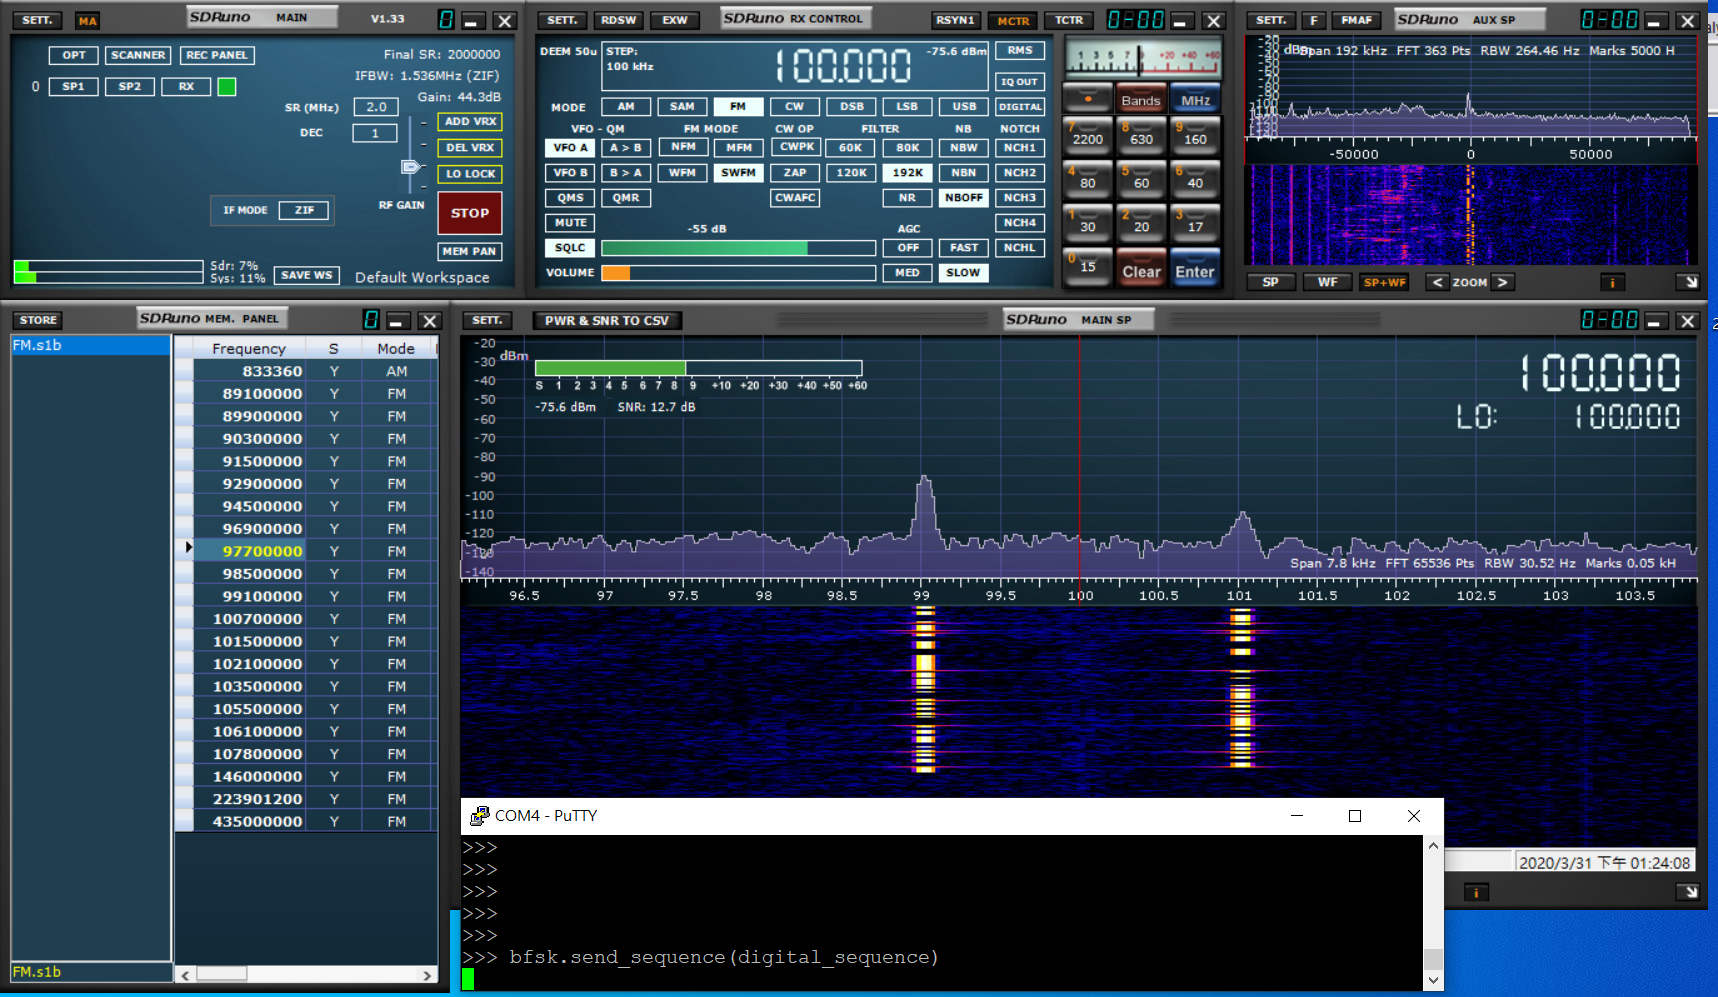 SETT. MA SDRuno MAIN V1.33 0
OPT SCANNER REC PANEL Final SR: 2000000
IFBW: 1.536MHz (ZIF)
0 SP1 SP2 RX Gain: 44.3dB
SR (MHz) 2.0 ADD VRX
DEC 1 DEL VRX
LO LOCK
IF MODE ZIF RF GAIN STOP
MEM PAN
Sdr: 7%
Sys: 11% SAVE WS Default Workspace
SETT. RDSW EXW SDRuno RX CONTROL RSYN1 MCTR TCTR 0-00
DEEM 50u STEP: 100.000 -75.6 dBm RMS
100 kHz IQ OUT
MODE AM SAM FM CW DSB LSB USB DIGITAL
VFO - QM FM MODE CW OP FILTER NB NOTCH
VFO A A > B NFM MFM CWPK 60K 80K NBW NCH1
VFO B B > A WFM SWFM ZAP 120K 192K NBN NCH2
QMS QMR CWAFC NR NBOFF NCH3
MUTE -55 dB AGC NCH4
SQLC OFF FAST NCHL
VOLUME MED SLOW
1 3 5 7 9 +20 +40 +60
Bands MHz
7 2200 8 630 9 160
4 80 5 60 6 40
1 30 2 20 3 17
0 15 Clear Enter
SETT. F FMAF SDRuno AUX SP 0-00
-20 dBm Span 192 kHz FFT 363 Pts RBW 264.46 Hz Marks 5000 H
-30
-40
-50
-60
-70
-80
-90
-50000 0 50000
SP WF SP+WF < ZOOM > i
STORE SDRuno MEM. PANEL 0
FM.s1b
Frequency S Mode
833360 Y AM
89100000 Y FM
89900000 Y FM
90300000 Y FM
91500000 Y FM
92900000 Y FM
94500000 Y FM
96900000 Y FM
97700000 Y FM
98500000 Y FM
99100000 Y FM
100700000 Y FM
101500000 Y FM
102100000 Y FM
103500000 Y FM
105500000 Y FM
106100000 Y FM
107800000 Y FM
146000000 Y FM
223901200 Y FM
435000000 Y FM
FM.s1b
SETT. PWR & SNR TO CSV SDRuno MAIN SP 0-00
dBm
-20
-30
-40
-50
-60
-70
-80
-90
-100
-110
-120
-130
-140
S 1 2 3 4 5 6 7 8 9 +10 +20 +30 +40 +50 +60
-75.6 dBm SNR: 12.7 dB
100.000
LO: 100.000
Span 7.8 kHz FFT 65536 Pts RBW 30.52 Hz Marks 0.05 kH
96.5 97 97.5 98 98.5 99 99.5 100 100.5 101 101.5 102 102.5 103 103.5
COM4 - PuTTY
>>>
>>>
>>>
>>>
>>>
>>> bfsk.send_sequence(digital_sequence)
2020/3/31 下午 01:24:08
i